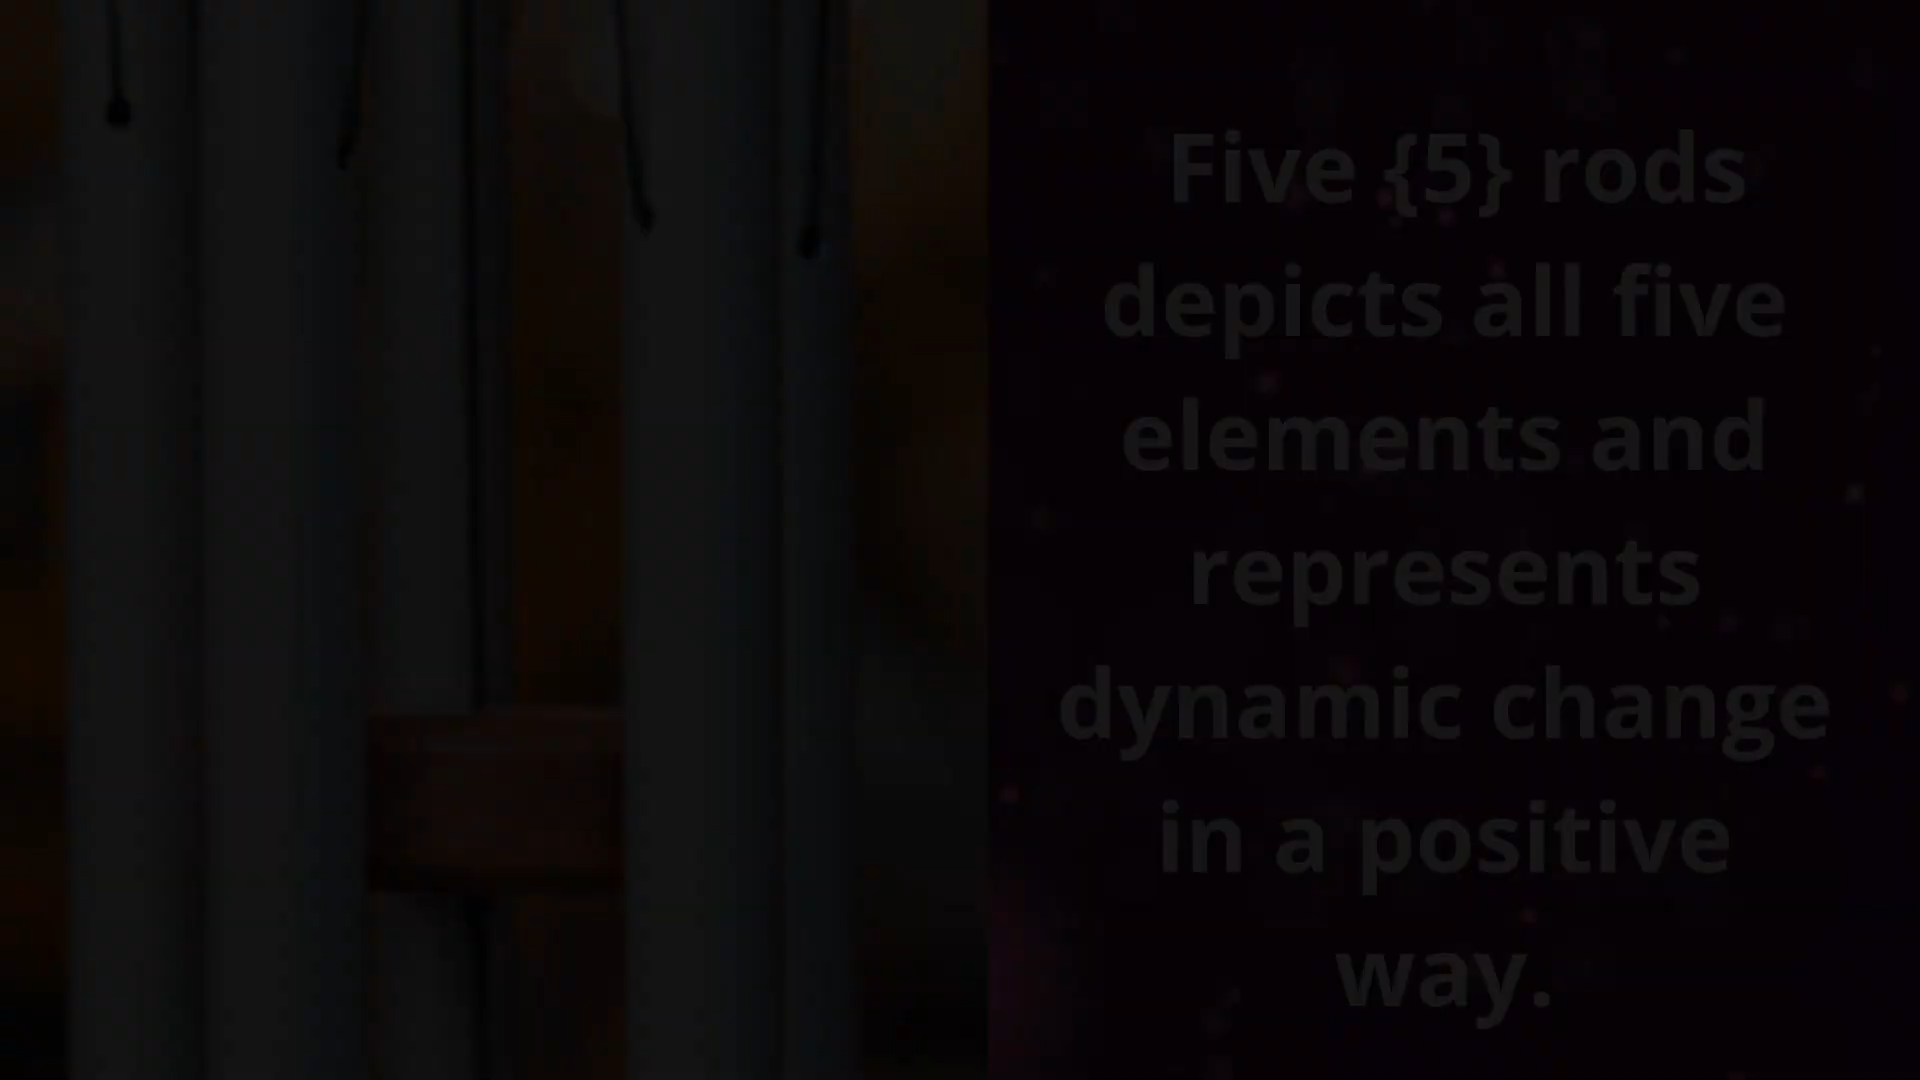 Five {5} rods
depicts all five
elements and
represents
dynamic change
in a positive
way.